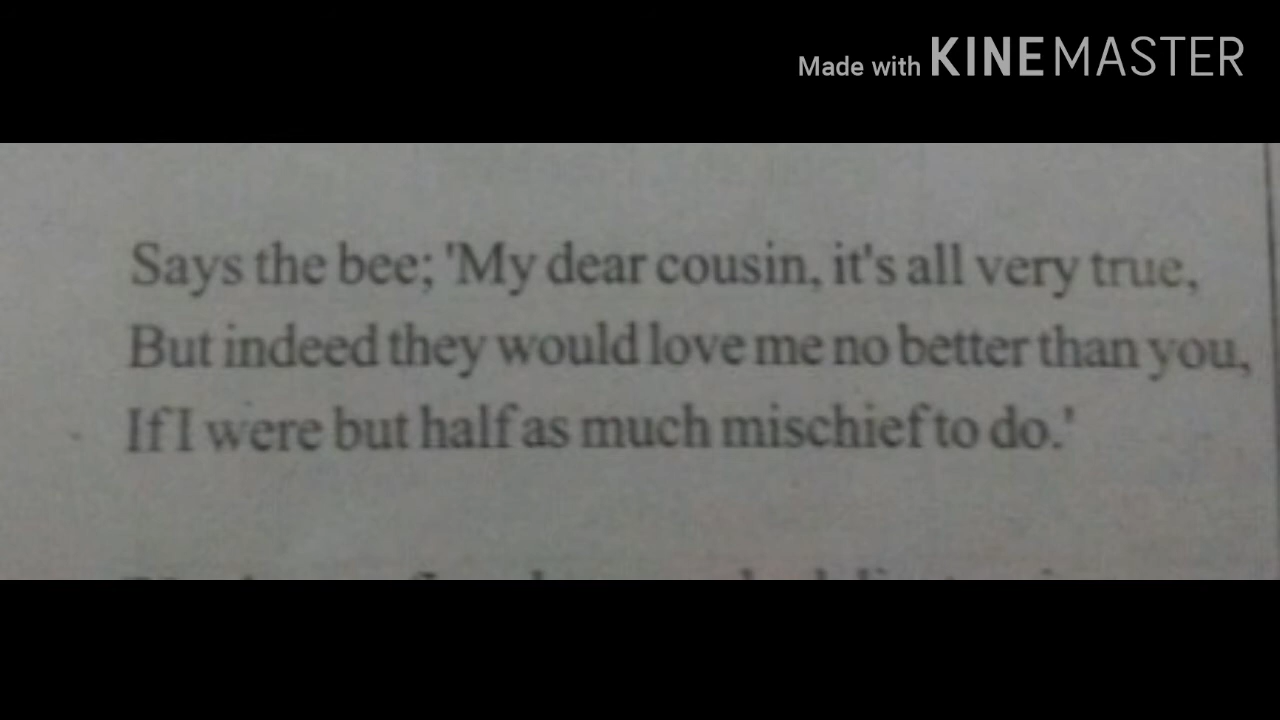 Made with KINEMASTER
Says the bee; 'My dear cousin, it's all very true,
But indeed they would love me no better than you,
If I were but half as much mischief to do.'